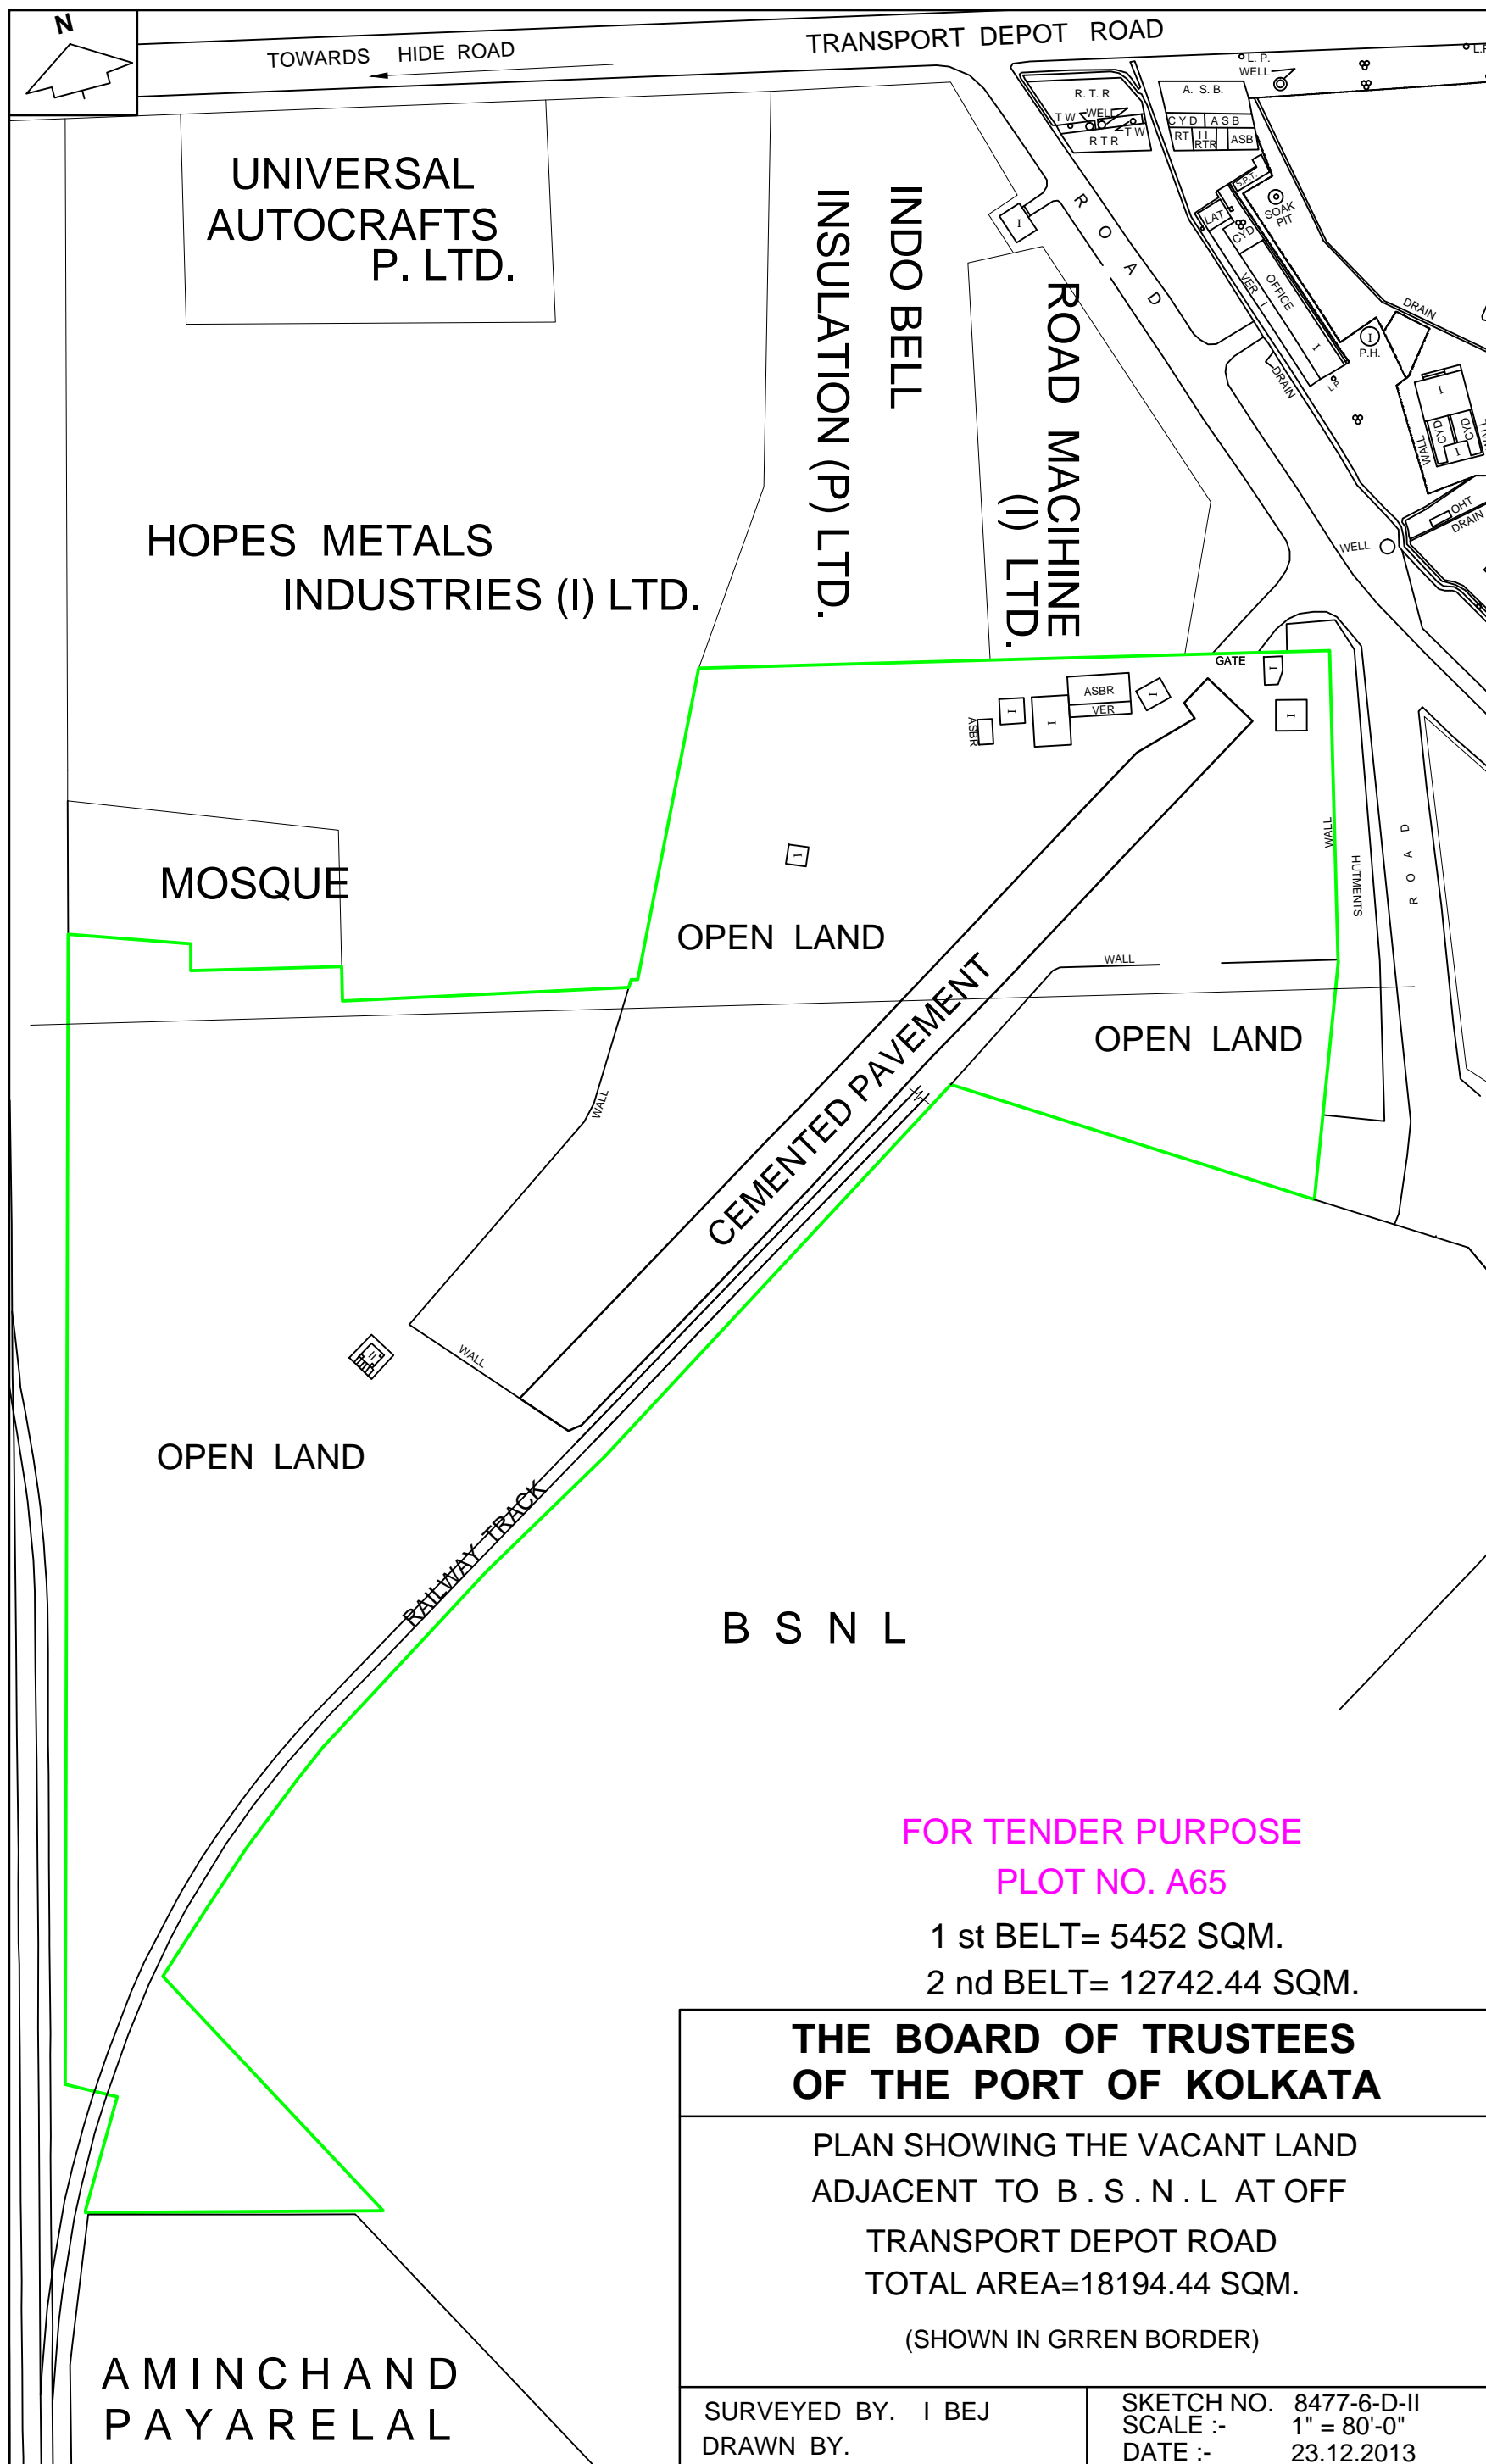 N
TOWARDS HIDE ROAD
TRANSPORT DEPOT ROAD
L. P.
WELL
R. T. R
T W
WELL
T W
R T R
A. S. B.
C Y D
A S B
RT
I I
RTR
ASB
S.P.T.
SOAK
PIT
LAT
CYD
VER
I
OFFICE
I
L.P.
DRAIN
I
P.H.
DRAIN
I
CYD
CYD
I
WALL
OHT
DRAIN
WELL
ROAD
UNIVERSAL
AUTOCRAFTS
P. LTD.
INDO BELL
INSULATION (P) LTD.
I
ROAD MACIHINE
(I) LTD.
HOPES METALS
INDUSTRIES (I) LTD.
GATE
I
I
ASBR
VER
I
I
I
ASBR
WALL
HUTMENTS
ROAD
MOSQUE
I
OPEN LAND
WALL
OPEN LAND
CEMENTED PAVEMENT
WALL
WALL
II
OPEN LAND
RAILWAY TRACK
B S N L
FOR TENDER PURPOSE
PLOT NO. A65
1 st BELT= 5452 SQM.
2 nd BELT= 12742.44 SQM.
THE BOARD OF TRUSTEES
OF THE PORT OF KOLKATA
PLAN SHOWING THE VACANT LAND
ADJACENT TO B . S . N . L AT OFF
TRANSPORT DEPOT ROAD
TOTAL AREA=18194.44 SQM.
(SHOWN IN GRREN BORDER)
AMINCHAND
PAYARELAL
SURVEYED BY. I BEJ
DRAWN BY.
SKETCH NO. 8477-6-D-II
SCALE :- 1" = 80'-0"
DATE :- 23.12.2013